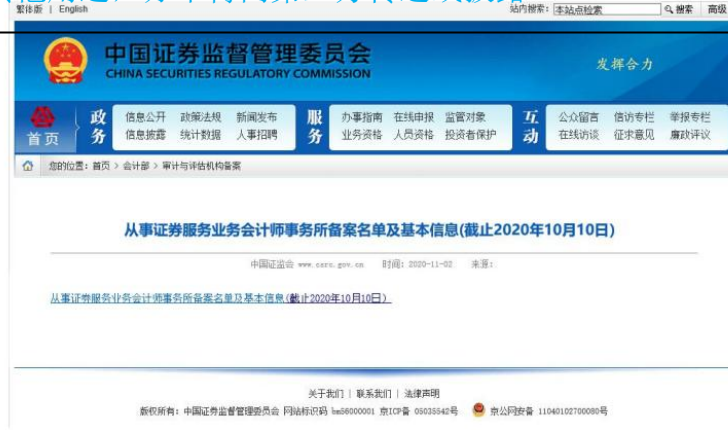 繁体版 | English
站内搜索: 本站点检索 搜索 高级
中国证券监督管理委员会
CHINA SECURITIES REGULATORY COMMISSION
发挥合力
首页
政务
信息公开 政策法规 新闻发布
信息披露 统计数据 人事招聘
服务
办事指南 在线申报 监管对象
业务资格 人员资格 投资者保护
互动
公众留言 信访专栏 举报专栏
在线访谈 征求意见 廉政评议
您的位置: 首页 > 会计部 > 审计与评估机构备案
从事证券服务业务会计师事务所备案名单及基本信息(截止2020年10月10日)
中国证监会 www.csrc.gov.cn 时间: 2020-11-02 来源:
从事证券服务业务会计师事务所备案名单及基本信息(截止2020年10月10日)
关于我们 | 联系我们 | 法律声明
版权所有: 中国证券监督管理委员会 网站标识码 bm56000001 京ICP备 05035542号 京公网安备 11040102700080号